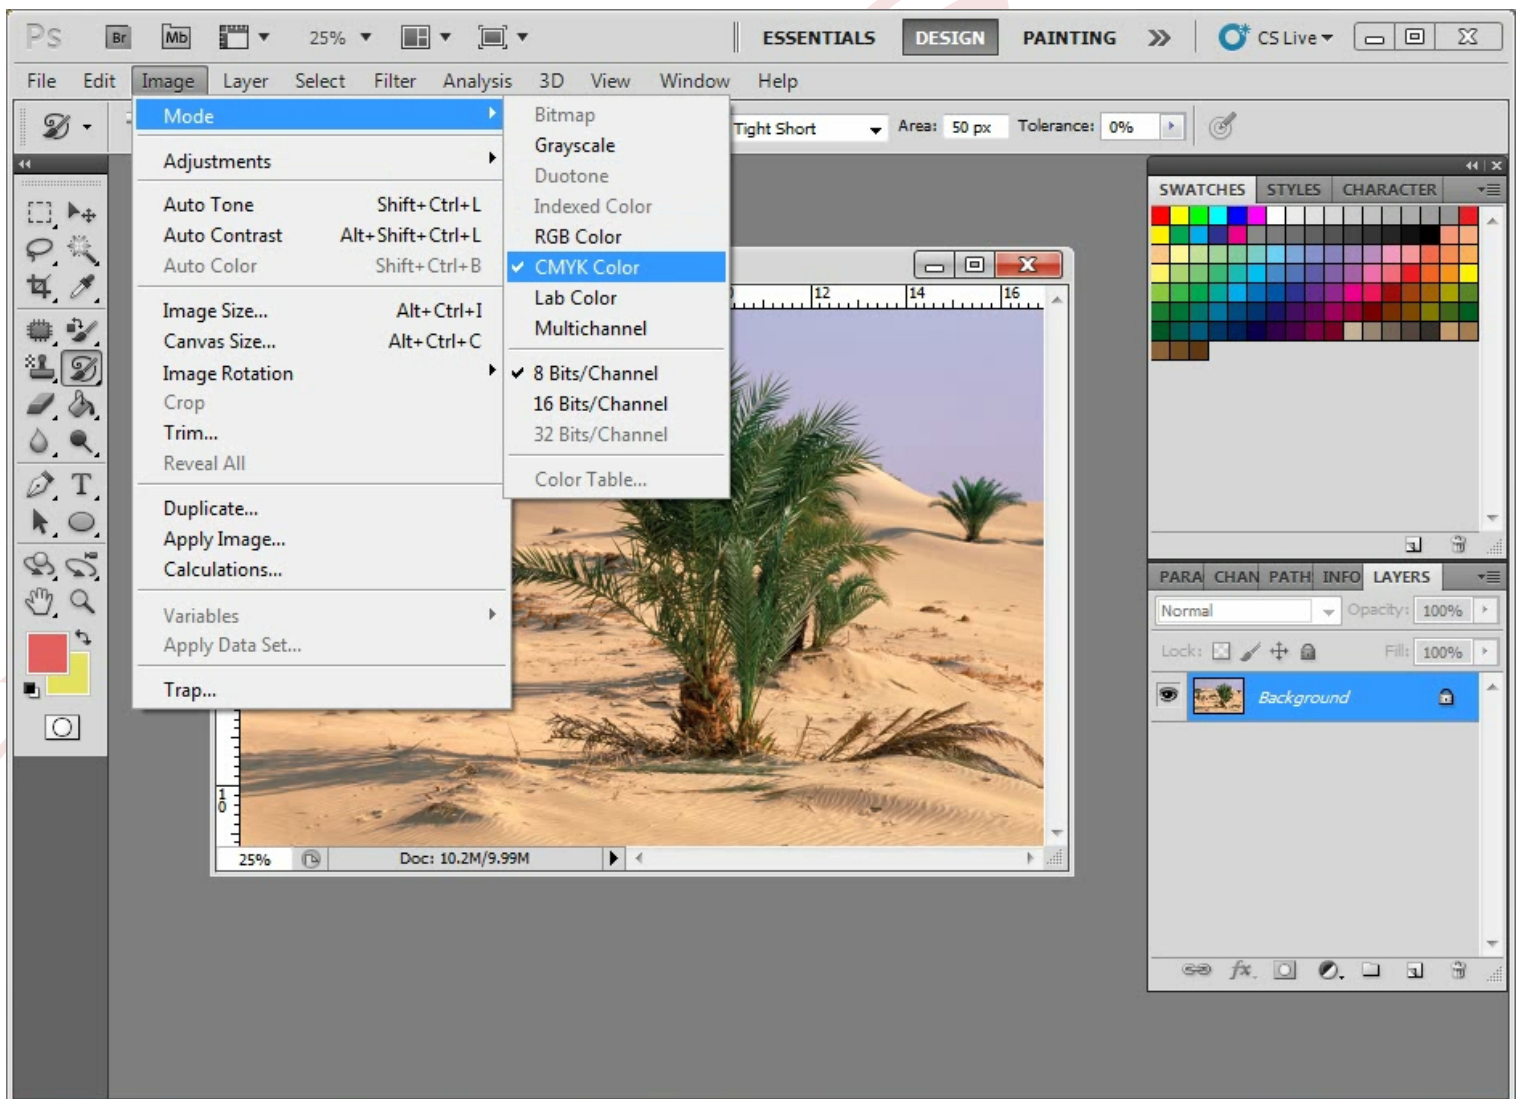 Ps Br Mb 25% ESSENTIALS DESIGN PAINTING CS Live
File Edit Image Layer Select Filter Analysis 3D View Window Help
Tight Short Area: 50 px Tolerance: 0%
Mode
Adjustments
Auto Tone Shift+Ctrl+L
Auto Contrast Alt+Shift+Ctrl+L
Auto Color Shift+Ctrl+B
Image Size... Alt+Ctrl+I
Canvas Size... Alt+Ctrl+C
Image Rotation
Crop
Trim...
Reveal All
Duplicate...
Apply Image...
Calculations...
Variables
Apply Data Set...
Trap...
Bitmap
Grayscale
Duotone
Indexed Color
RGB Color
CMYK Color
Lab Color
Multichannel
8 Bits/Channel
16 Bits/Channel
32 Bits/Channel
Color Table...
12 14 16
10
25% Doc: 10.2M/9.99M
SWATCHES STYLES CHARACTER
PARA CHAN PATH INFO LAYERS
Normal Opacity: 100%
Lock: Fill: 100%
Background
fx